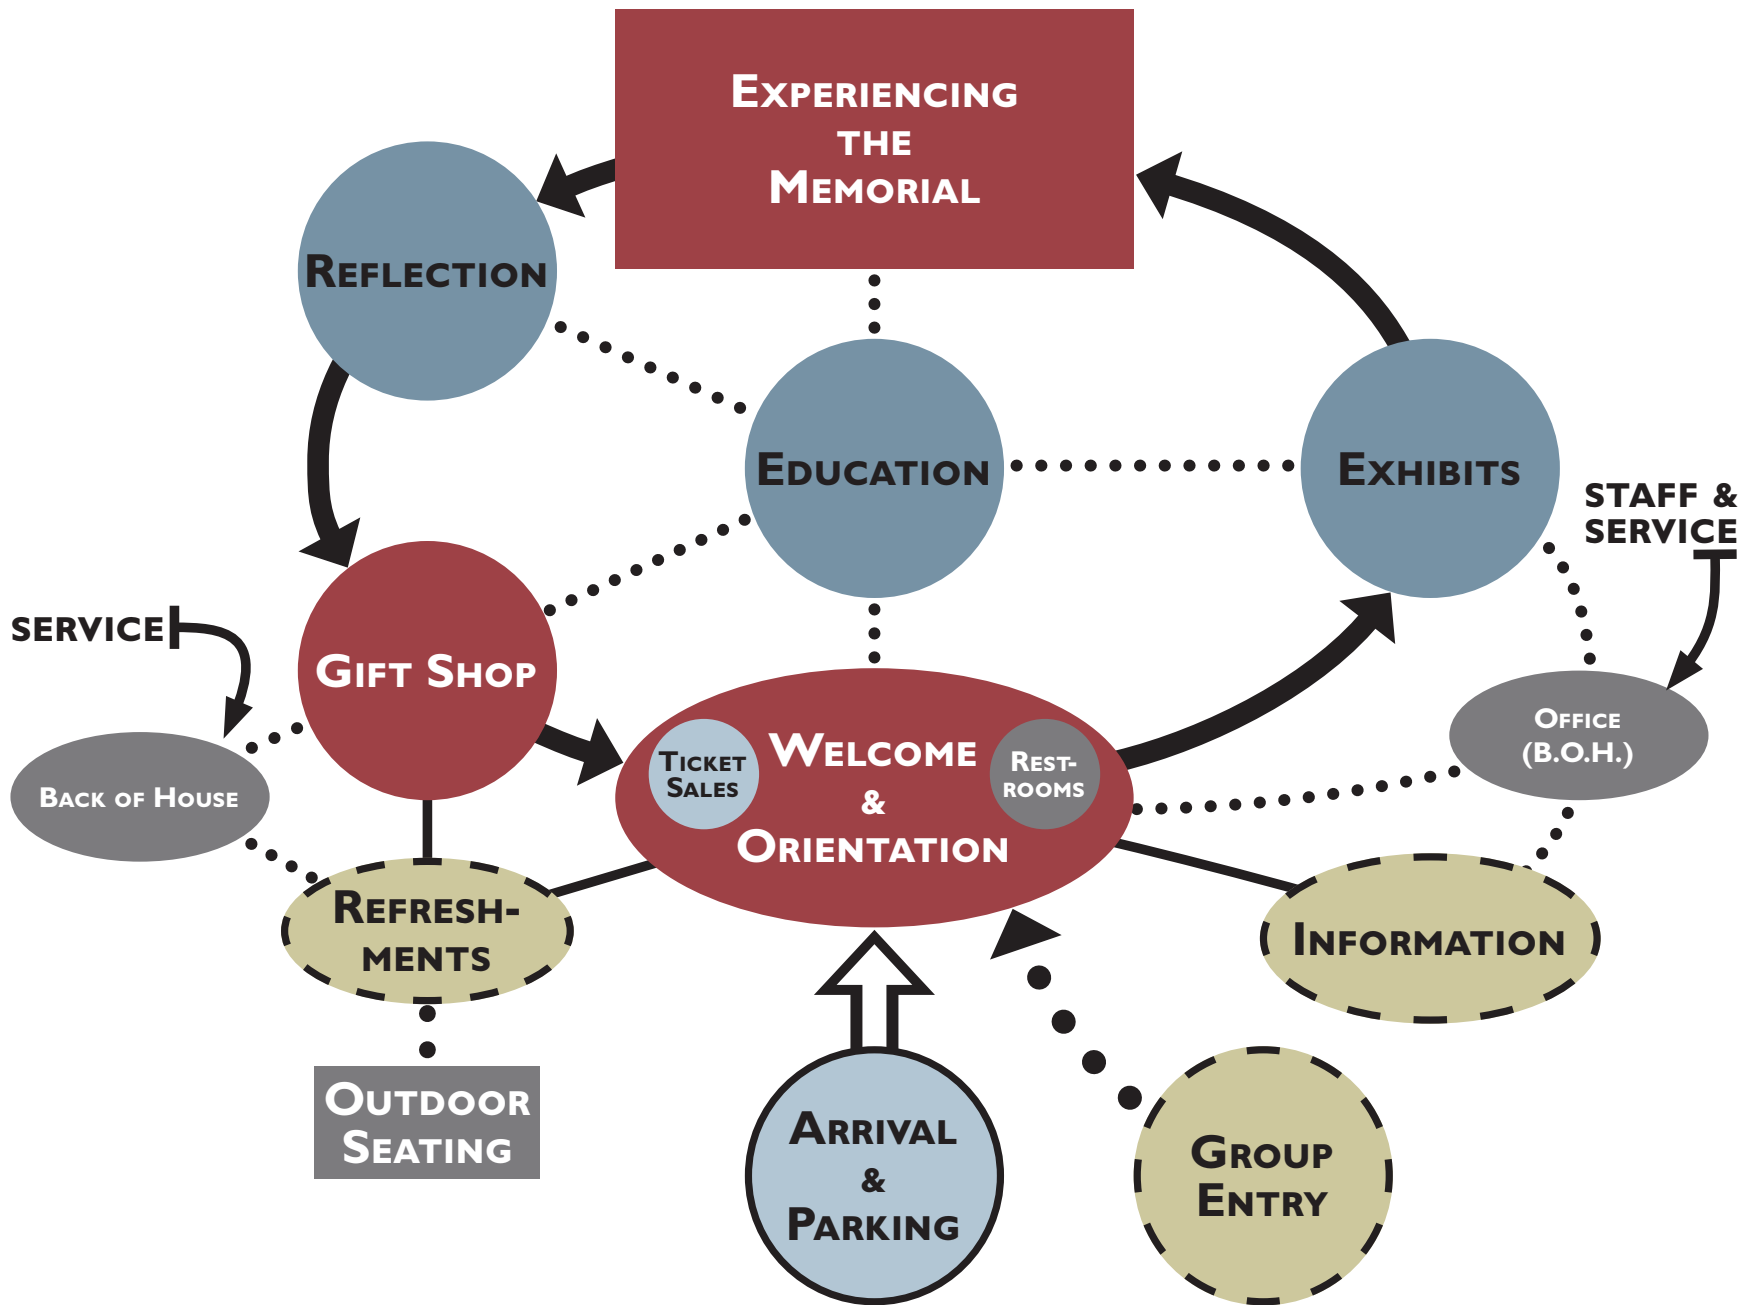 Experiencing
the
Memorial
Reflection
Education
Exhibits
STAFF &
SERVICE
SERVICE
Gift Shop
Ticket
Sales
Welcome
&
Orientation
Rest-
rooms
Office
(B.O.H.)
Back of House
Refresh-
ments
Information
Outdoor
Seating
Arrival
&
Parking
Group
Entry